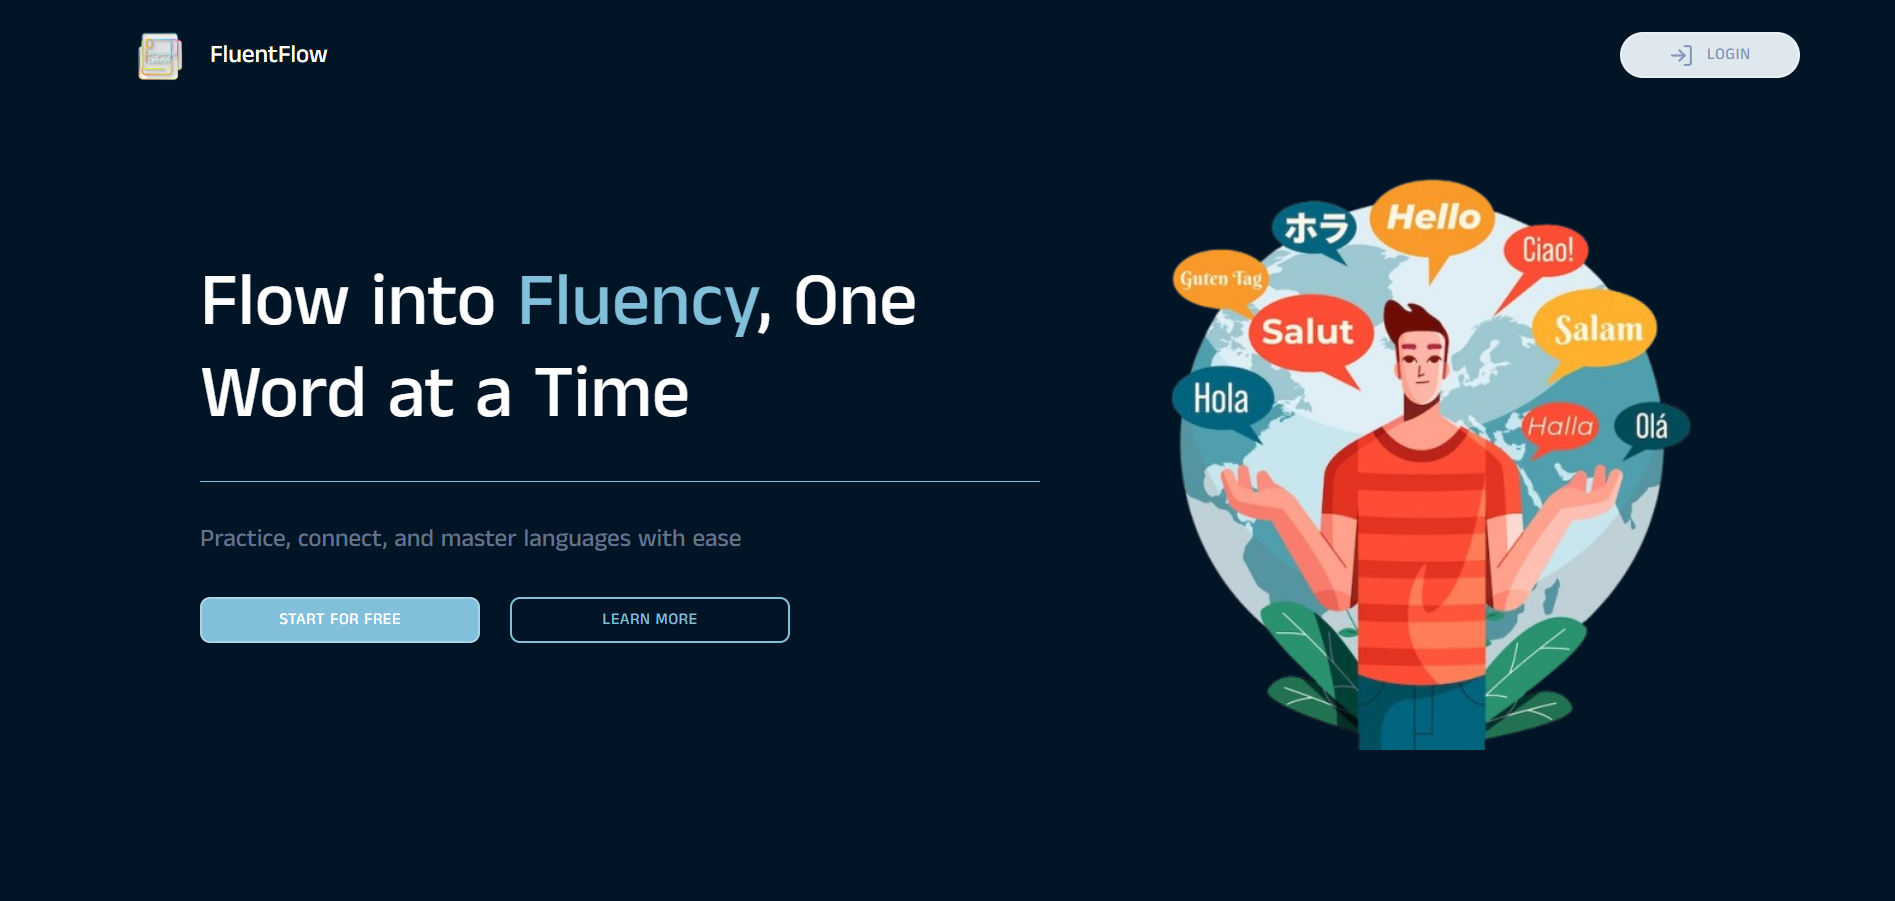 FluentFlow
LOGIN
Flow into Fluency, One
Word at a Time
Practice, connect, and master languages with ease
START FOR FREE
LEARN MORE
Hello
ホラ
Ciao!
Guten Tag
Salut
Salam
Hola
Halla
Olá